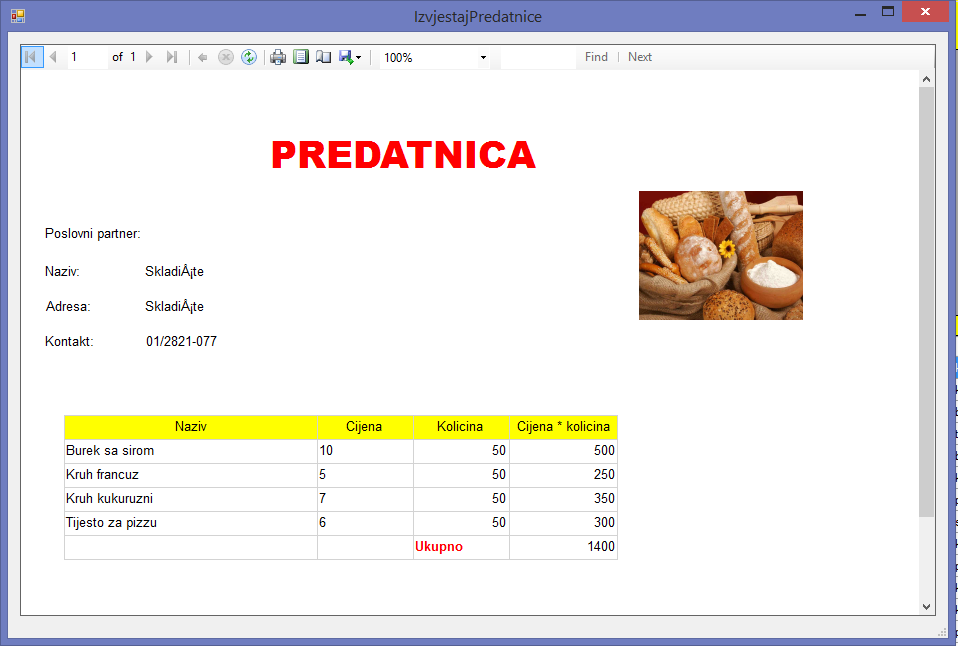 IzvjestajPredatnice
1 of 1 100% Find Next
PREDATNICA
Poslovni partner:
Naziv: SkladiÅ¡te
Adresa: SkladiÅ¡te
Kontakt: 01/2821-077
Naziv Cijena Kolicina Cijena * kolicina
Burek sa sirom 10 50 500
Kruh francuz 5 50 250
Kruh kukuruzni 7 50 350
Tijesto za pizzu 6 50 300
Ukupno 1400